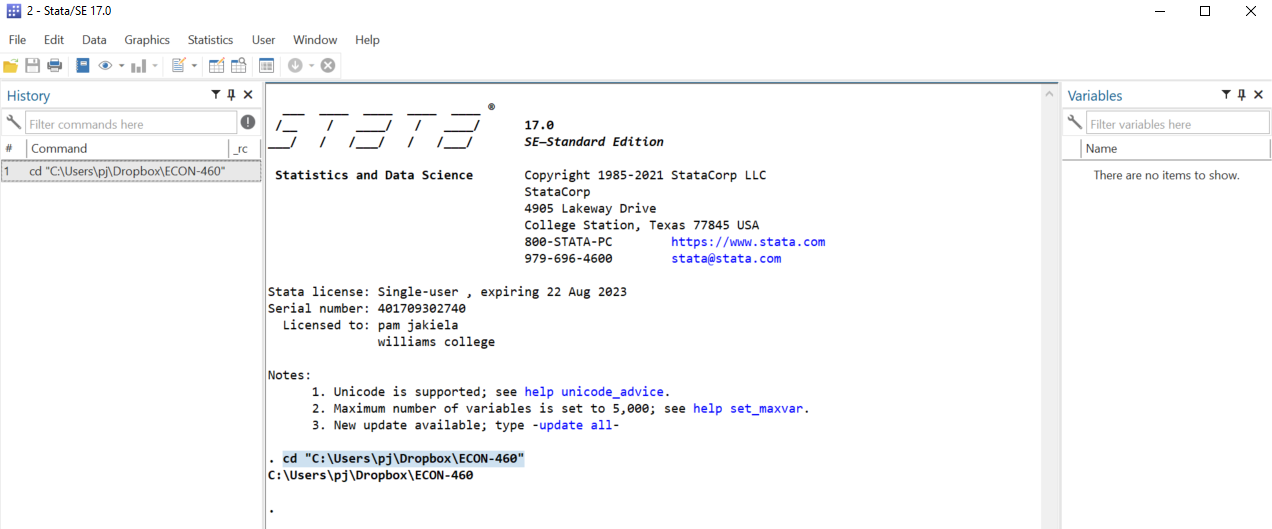 2 - Stata/SE 17.0
File Edit Data Graphics Statistics User Window Help
History
Filter commands here
# Command _rc
1 cd "C:\Users\pj\Dropbox\ECON-460"
STATA ®
17.0
SE—Standard Edition
Statistics and Data Science Copyright 1985-2021 StataCorp LLC
StataCorp
4905 Lakeway Drive
College Station, Texas 77845 USA
800-STATA-PC https://www.stata.com
979-696-4600 stata@stata.com
Stata license: Single-user , expiring 22 Aug 2023
Serial number: 401709302740
Licensed to: pam jakiela
williams college
Notes:
1. Unicode is supported; see help unicode_advice.
2. Maximum number of variables is set to 5,000; see help set_maxvar.
3. New update available; type -update all-
. cd "C:\Users\pj\Dropbox\ECON-460"
C:\Users\pj\Dropbox\ECON-460
.
Variables
Filter variables here
Name
There are no items to show.